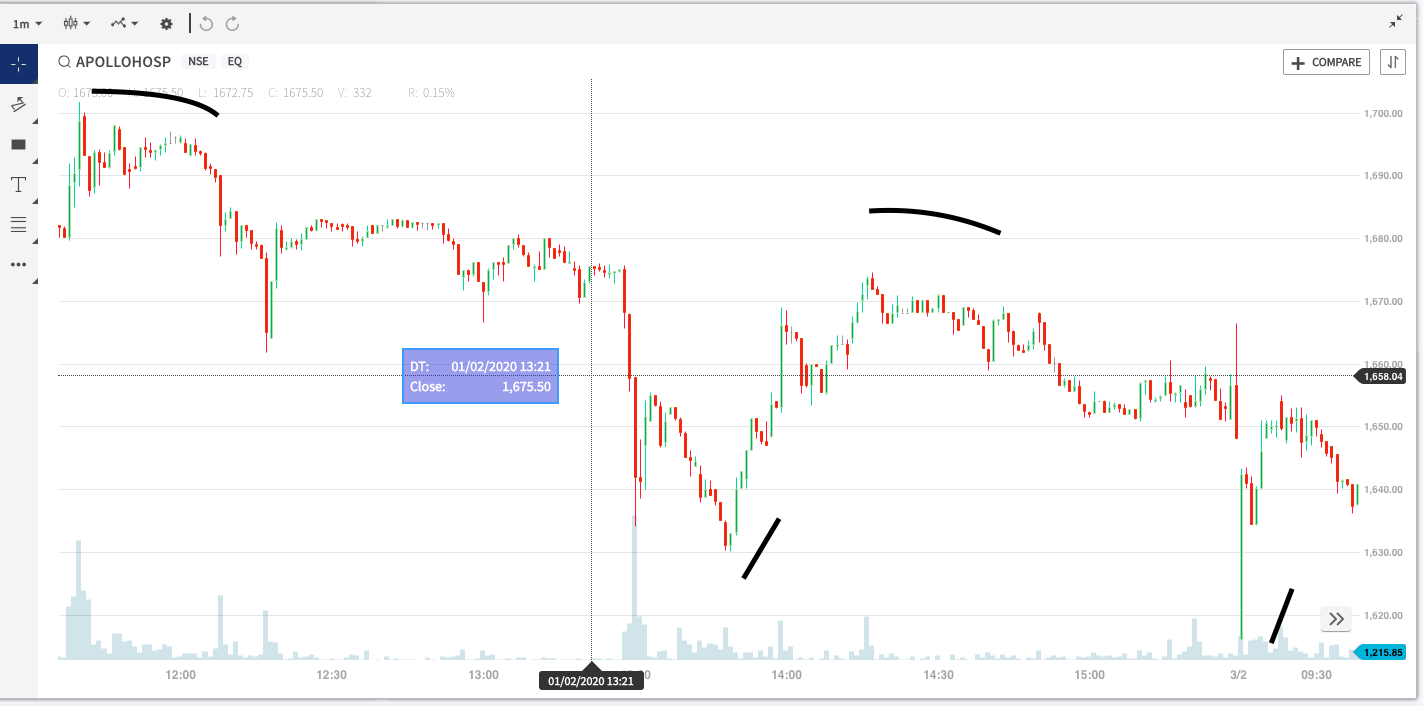 1m
APOLLOHOSP NSE EQ
COMPARE
O: L: 1672.75 C: 1675.50 V: 332 R: 0.15%
T
1,700.00
1,690.00
1,680.00
1,670.00
1,660.00
DT: 01/02/2020 13:21
Close: 1,675.50
1,658.04
1,650.00
1,640.00
1,630.00
1,620.00
1,215.85
12:00 12:30 13:00 14:00 14:30 15:00 3/2 09:30
01/02/2020 13:21